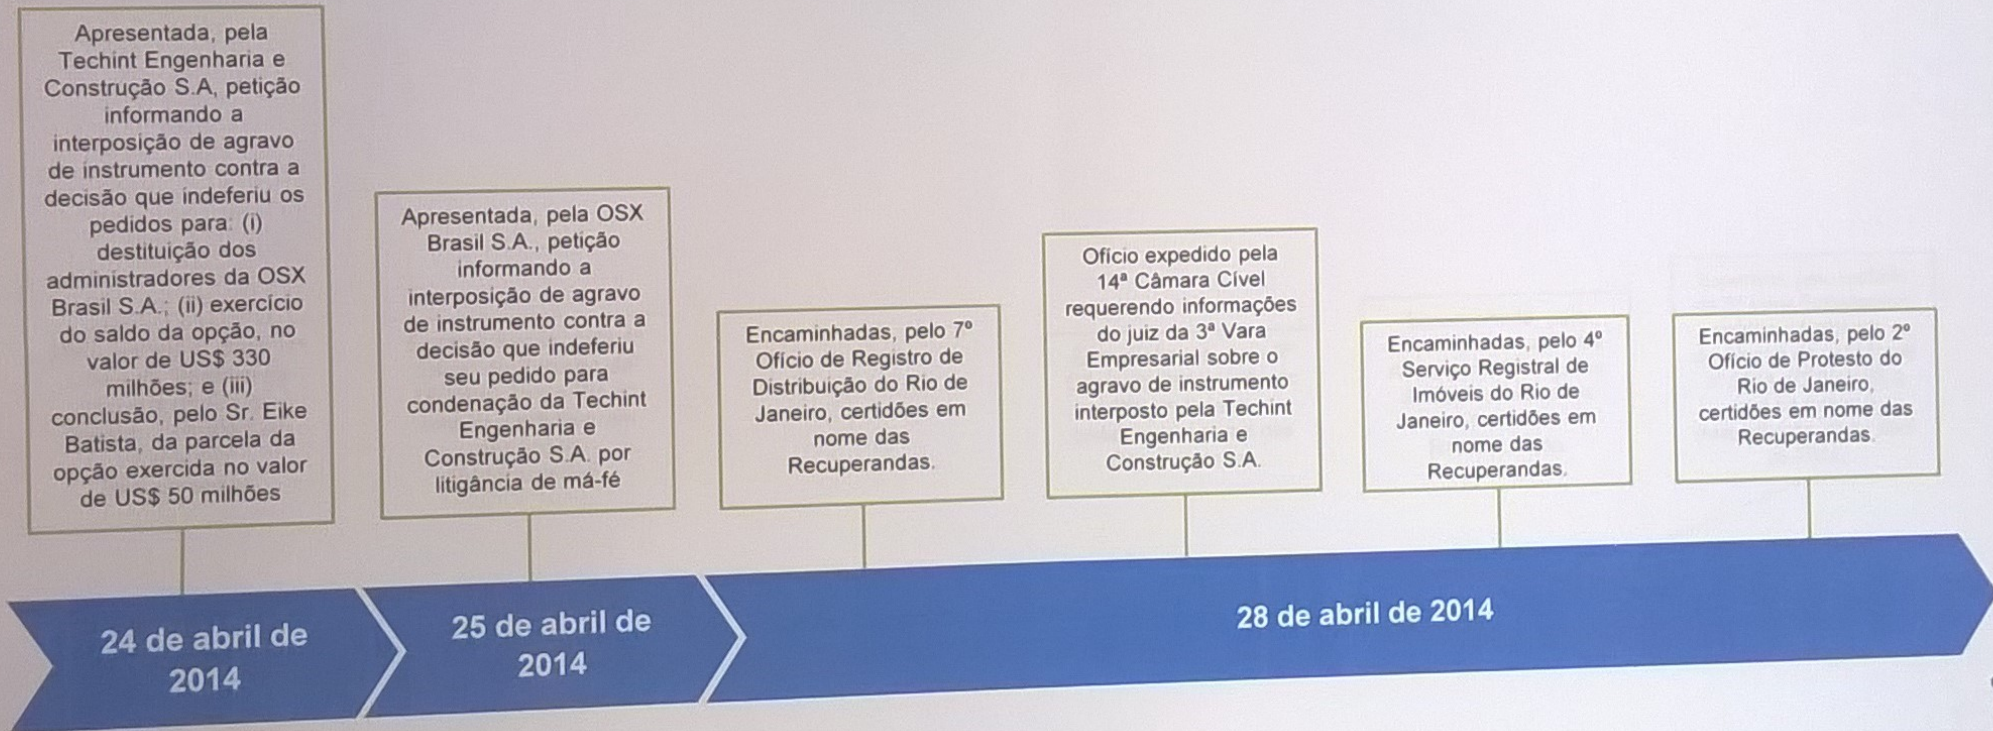 Apresentada, pela
Techint Engenharia e
Construção S.A, petição
informando a
interposição de agravo
de instrumento contra a
decisão que indeferiu os
pedidos para: (i)
destituição dos
administradores da OSX
Brasil S.A.; (ii) exercício
do saldo da opção, no
valor de US$ 330
milhões; e (iii)
conclusão, pelo Sr. Eike
Batista, da parcela da
opção exercida no valor
de US$ 50 milhões
Apresentada, pela OSX
Brasil S.A., petição
informando a
interposição de agravo
de instrumento contra a
decisão que indeferiu
seu pedido para
condenação da Techint
Engenharia e
Construção S.A. por
litigância de má-fé
Encaminhadas, pelo 7º
Ofício de Registro de
Distribuição do Rio de
Janeiro, certidões em
nome das
Recuperandas.
Ofício expedido pela
14ª Câmara Cível
requerendo informações
do juiz da 3ª Vara
Empresarial sobre o
agravo de instrumento
interposto pela Techint
Engenharia e
Construção S.A.
Encaminhadas, pelo 4º
Serviço Registral de
Imóveis do Rio de
Janeiro, certidões em
nome das
Recuperandas.
Encaminhadas, pelo 2º
Ofício de Protesto do
Rio de Janeiro,
certidões em nome das
Recuperandas.
24 de abril de
2014
25 de abril de
2014
28 de abril de 2014